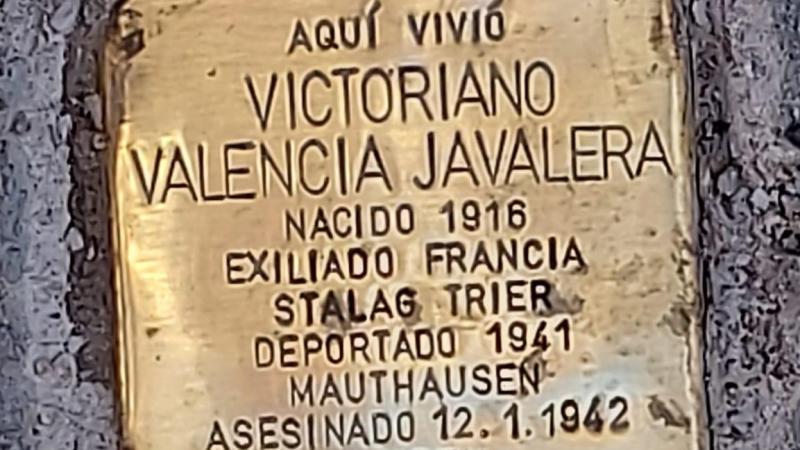 AQUÍ VIVIÓ
VICTORIANO
VALENCIA JAVALERA
NACIDO 1916
EXILIADO FRANCIA
STALAG TRIER
DEPORTADO 1941
MAUTHAUSEN
ASESINADO 12.1.1942